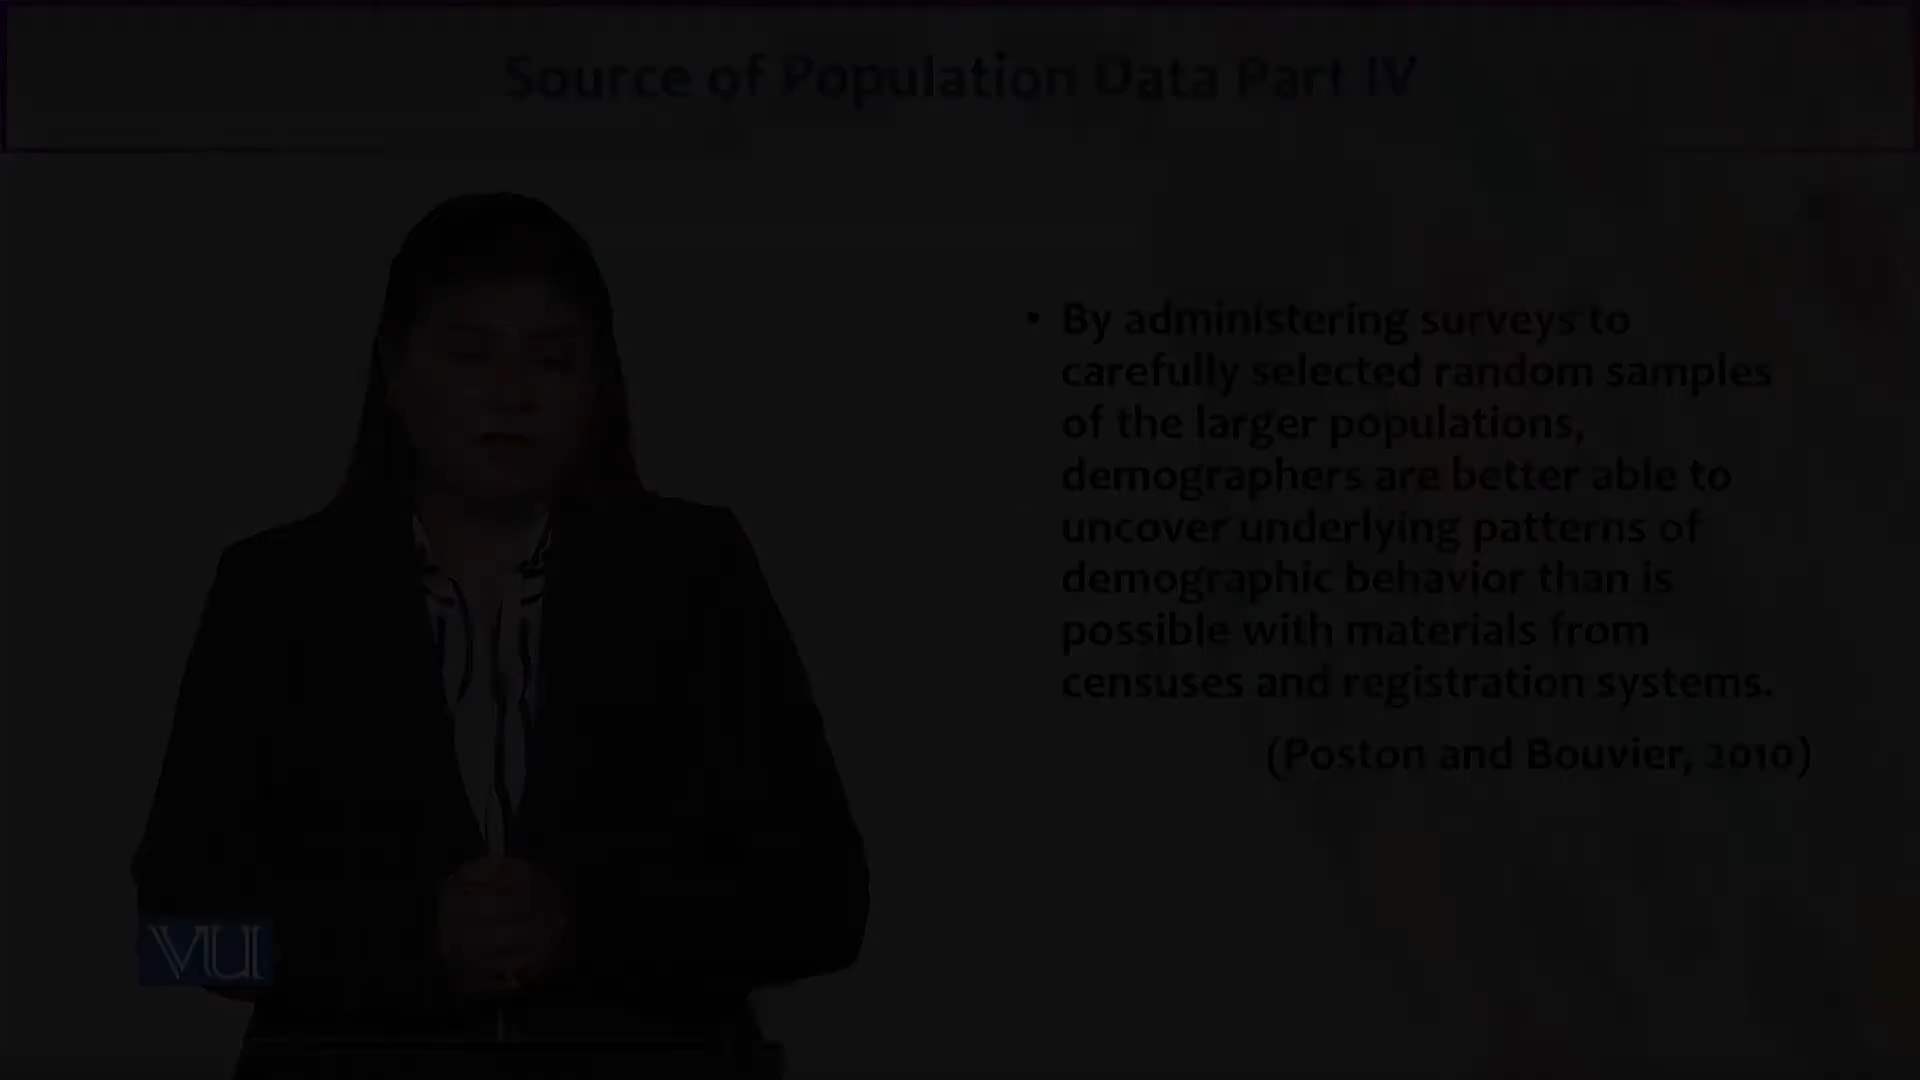 Source of Population Data Part IV
• By administering surveys to
carefully selected random samples
of the larger populations,
demographers are better able to
uncover underlying patterns of
demographic behavior than is
possible with materials from
censuses and registration systems.
(Poston and Bouvier, 2010)
VU